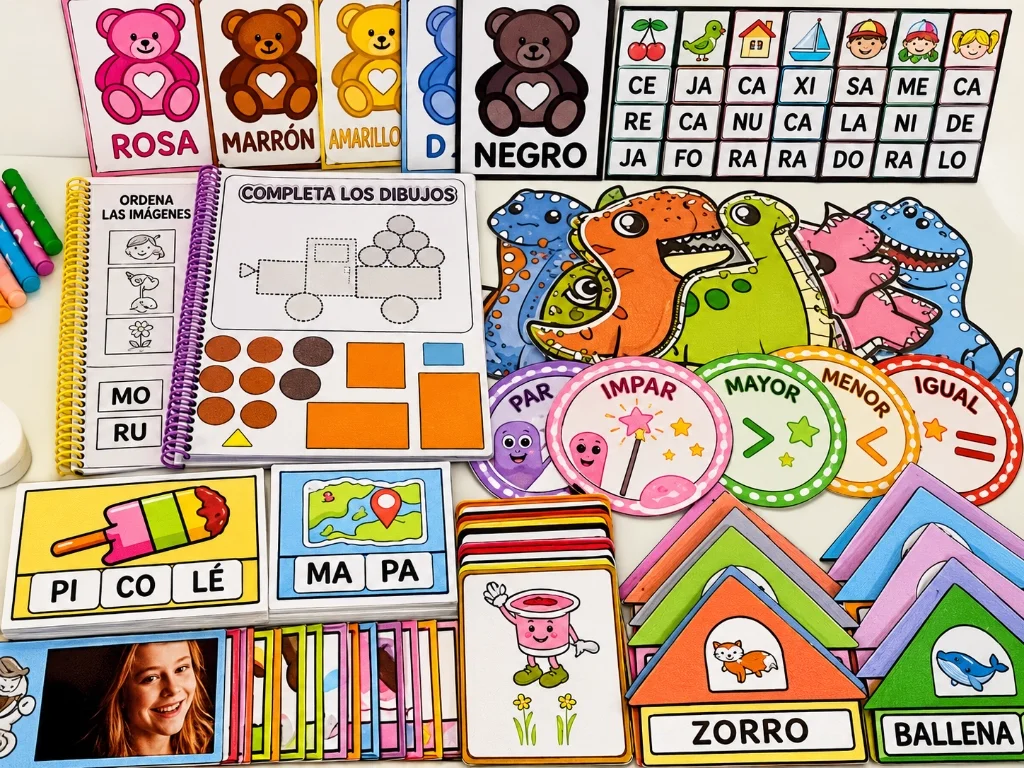 ROSA
MARRÓN
AMARILLO
NEGRO
CE JA CA XI SA ME CA
RE CA NU CA LA NI DE
JA FO RA RA DO RA LO
ORDENA
LAS IMÁGENES
MO
RU
COMPLETA LOS DIBUJOS
PAR
IMPAR
MAYOR
>
MENOR
<
IGUAL
=
PI CO LÉ
MA PA
ZORRO
BALLENA